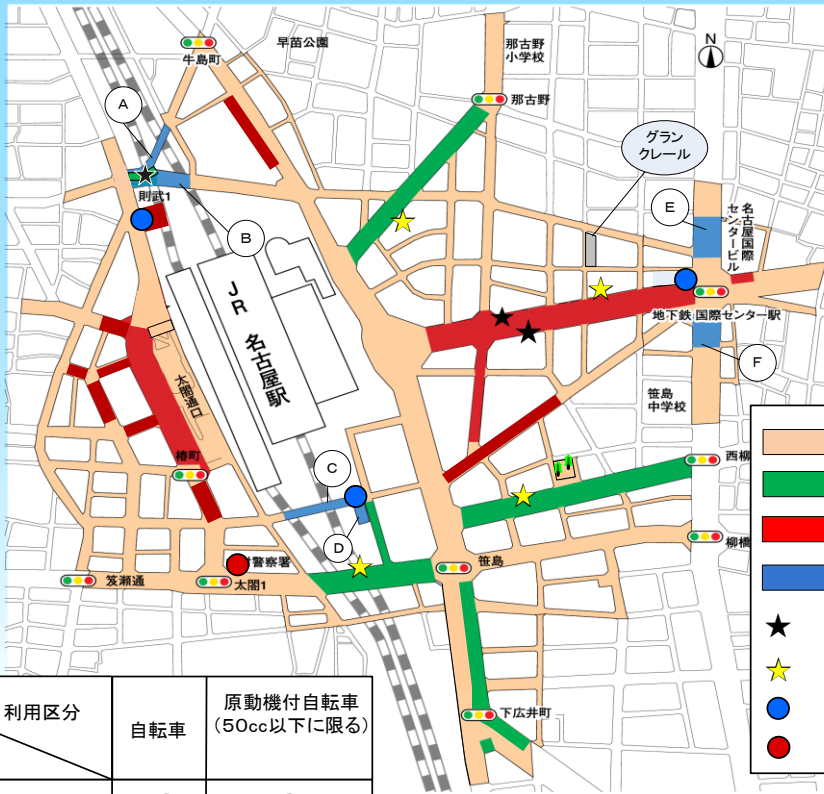 早苗公園
牛島町
那古野
小学校
N
那古野
グラン
クレール
A
則武1
B
E
名古屋国際
センタービル
JR 名古屋駅
地下鉄 国際センター駅
F
太閤通口
笹島
中学校
椿町
西柳
C
D
警察署
笹島
柳橋
笈瀬通
太閤1
下広井町
利用区分
自転車
原動機付自転車
(50cc以下に限る)